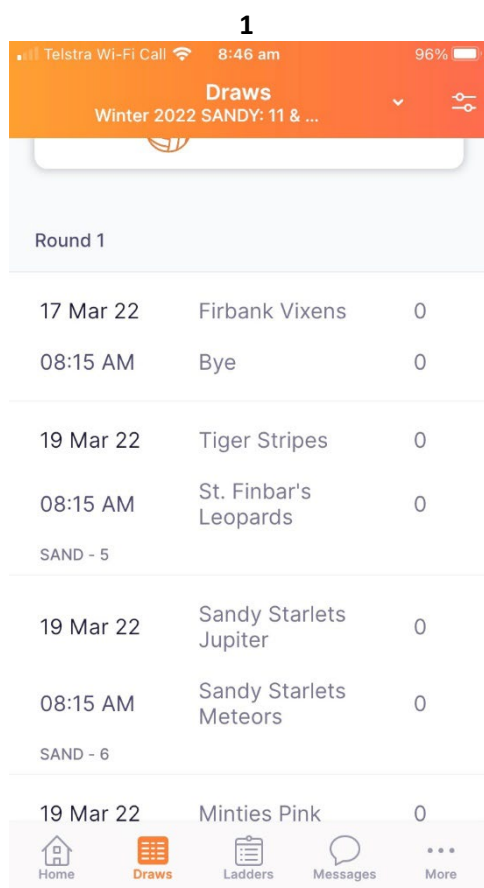 1
Telstra Wi-Fi Call 8:46 am 96%
Draws
Winter 2022 SANDY: 11 & ...
Round 1
17 Mar 22 Firbank Vixens 0
08:15 AM Bye 0
19 Mar 22 Tiger Stripes 0
08:15 AM St. Finbar's Leopards 0
SAND - 5
19 Mar 22 Sandy Starlets Jupiter 0
08:15 AM Sandy Starlets Meteors 0
SAND - 6
19 Mar 22 Minties Pink 0
Home Draws Ladders Messages More